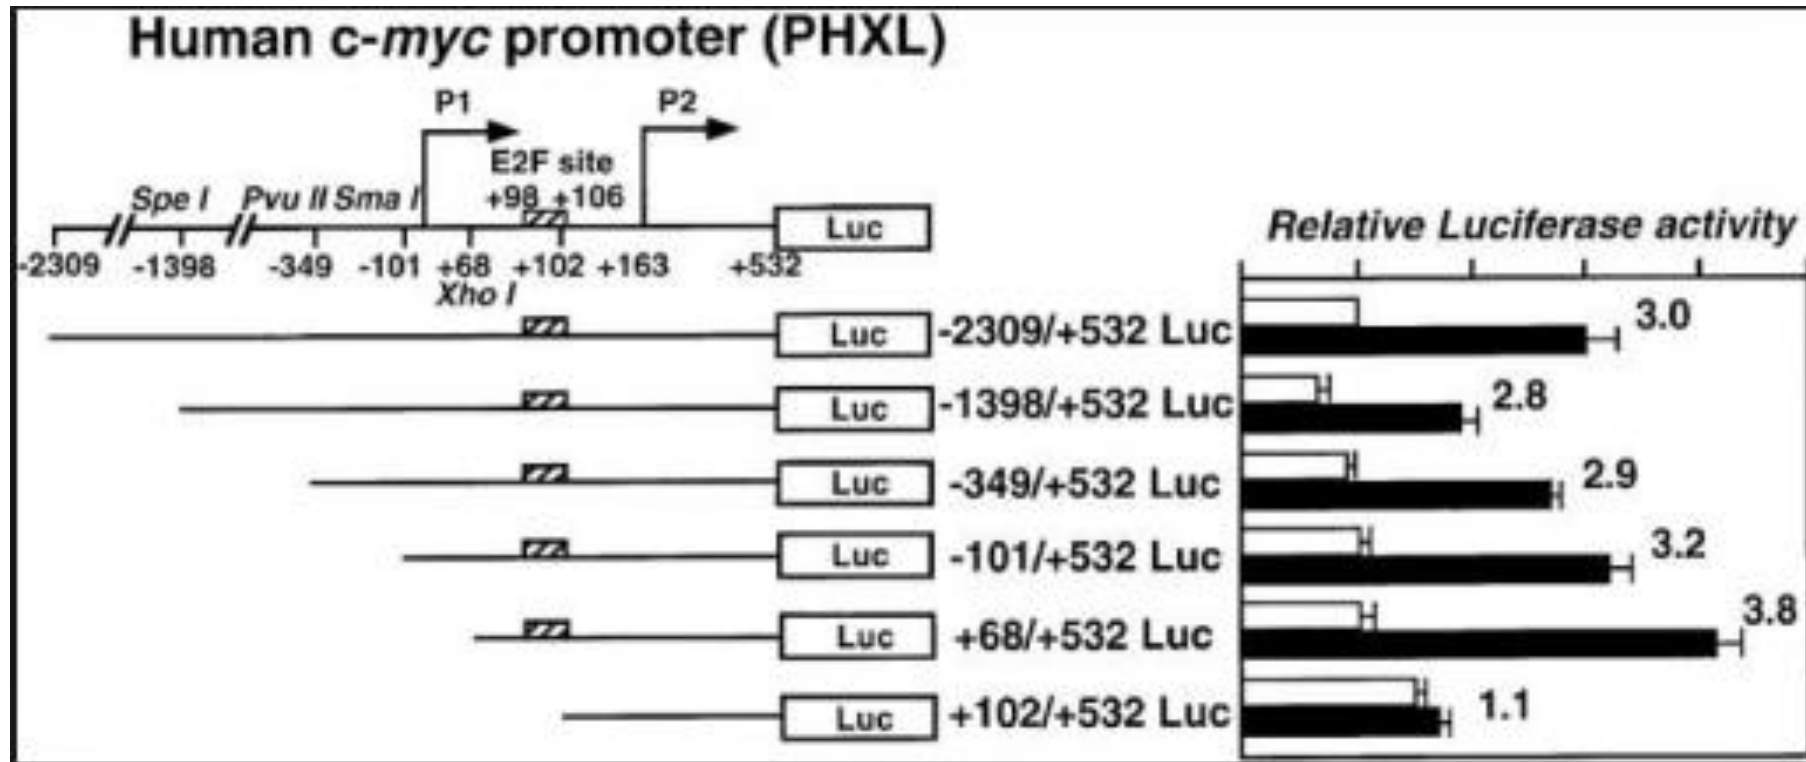 Human c-myc promoter (PHXL)
P1 P2
E2F site
Spe I Pvu II Sma I +98 +106
Luc
-2309 -1398 -349 -101 +68 +102 +163 +532
Xho I
Relative Luciferase activity
Luc -2309/+532 Luc 3.0
Luc -1398/+532 Luc 2.8
Luc -349/+532 Luc 2.9
Luc -101/+532 Luc 3.2
Luc +68/+532 Luc 3.8
Luc +102/+532 Luc 1.1